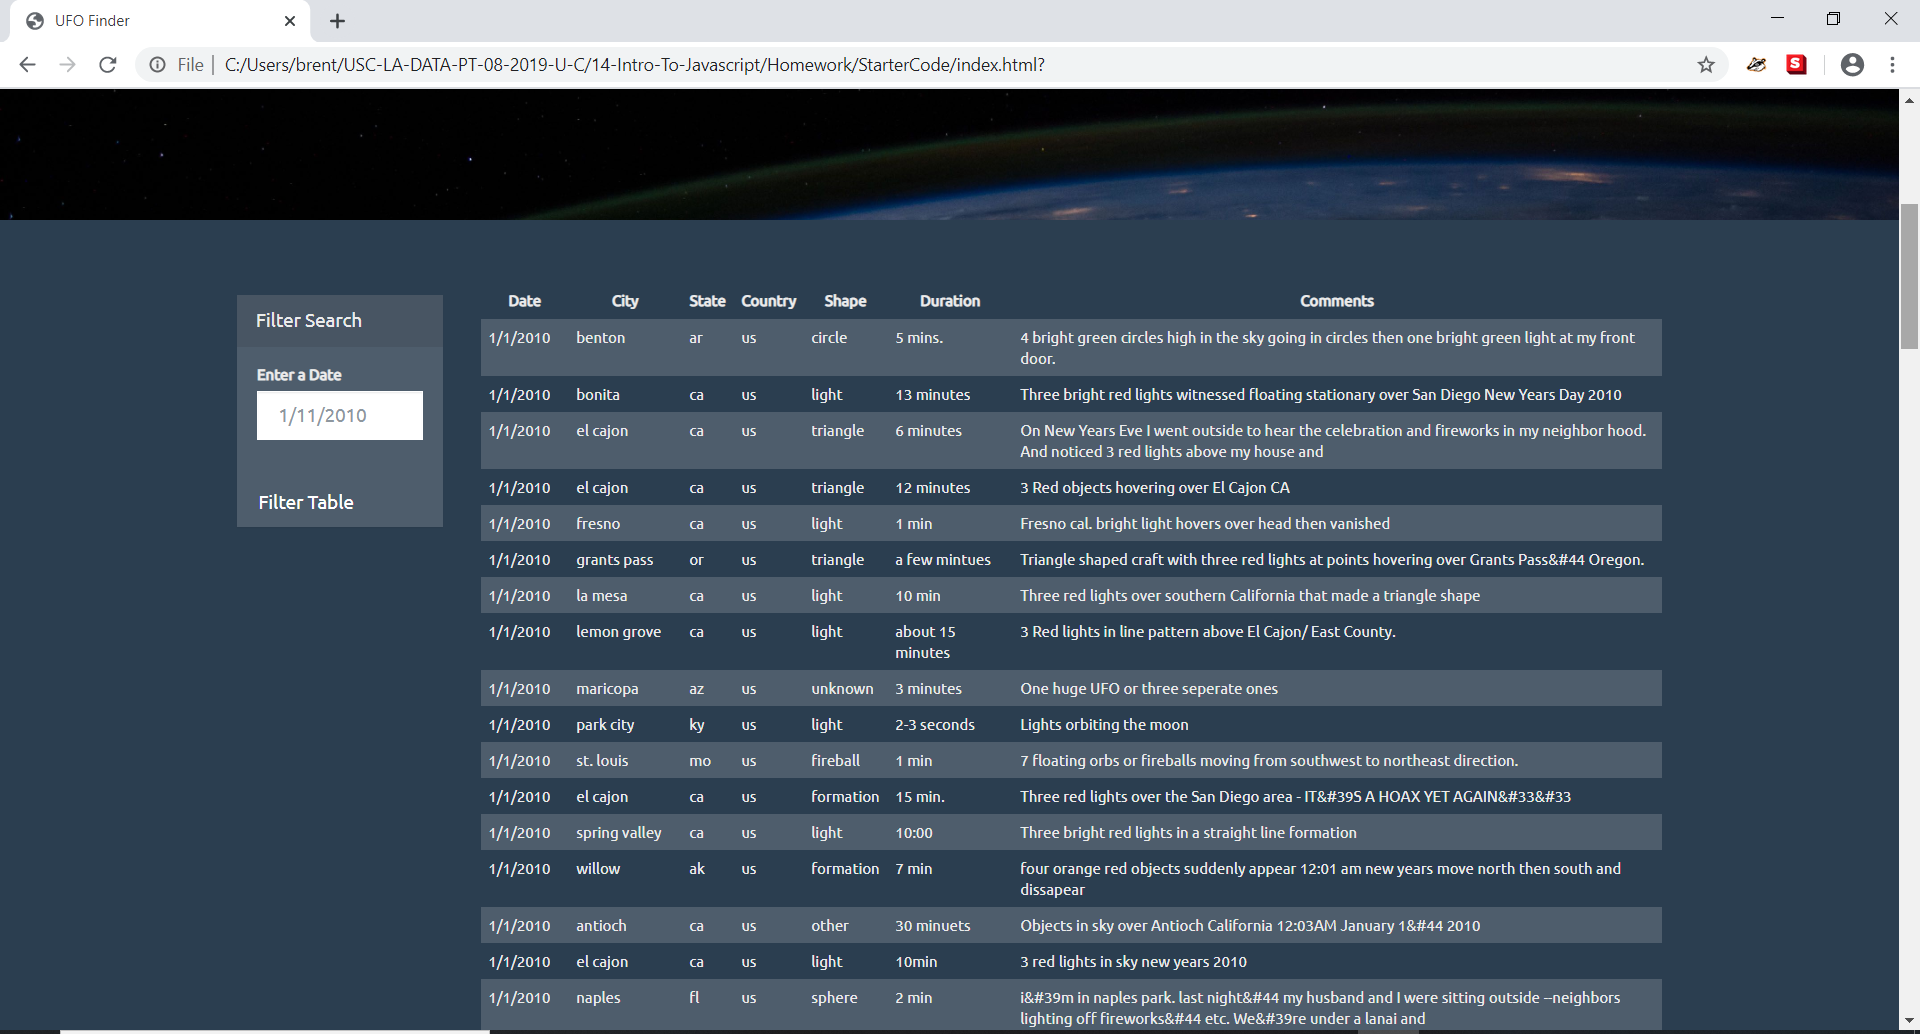 UFO Finder
File | C:/Users/brent/USC-LA-DATA-PT-08-2019-U-C/14-Intro-To-Javascript/Homework/StarterCode/index.html?
S
Filter Search
Enter a Date
1/11/2010
Filter Table
Date City State Country Shape Duration Comments
1/1/2010 benton ar us circle 5 mins. 4 bright green circles high in the sky going in circles then one bright green light at my front
door.
1/1/2010 bonita ca us light 13 minutes Three bright red lights witnessed floating stationary over San Diego New Years Day 2010
1/1/2010 el cajon ca us triangle 6 minutes On New Years Eve I went outside to hear the celebration and fireworks in my neighbor hood.
And noticed 3 red lights above my house and
1/1/2010 el cajon ca us triangle 12 minutes 3 Red objects hovering over El Cajon CA
1/1/2010 fresno ca us light 1 min Fresno cal. bright light hovers over head then vanished
1/1/2010 grants pass or us triangle a few mintues Triangle shaped craft with three red lights at points hovering over Grants Pass&#44 Oregon.
1/1/2010 la mesa ca us light 10 min Three red lights over southern California that made a triangle shape
1/1/2010 lemon grove ca us light about 15 3 Red lights in line pattern above El Cajon/ East County.
minutes
1/1/2010 maricopa az us unknown 3 minutes One huge UFO or three seperate ones
1/1/2010 park city ky us light 2-3 seconds Lights orbiting the moon
1/1/2010 st. louis mo us fireball 1 min 7 floating orbs or fireballs moving from southwest to northeast direction.
1/1/2010 el cajon ca us formation 15 min. Three red lights over the San Diego area - IT&#39S A HOAX YET AGAIN&#33&#33
1/1/2010 spring valley ca us light 10:00 Three bright red lights in a straight line formation
1/1/2010 willow ak us formation 7 min four orange red objects suddenly appear 12:01 am new years move north then south and
dissapear
1/1/2010 antioch ca us other 30 minuets Objects in sky over Antioch California 12:03AM January 1&#44 2010
1/1/2010 el cajon ca us light 10min 3 red lights in sky new years 2010
1/1/2010 naples fl us sphere 2 min i&#39m in naples park. last night&#44 my husband and I were sitting outside --neighbors
lighting off fireworks&#44 etc. We&#39re under a lanai and